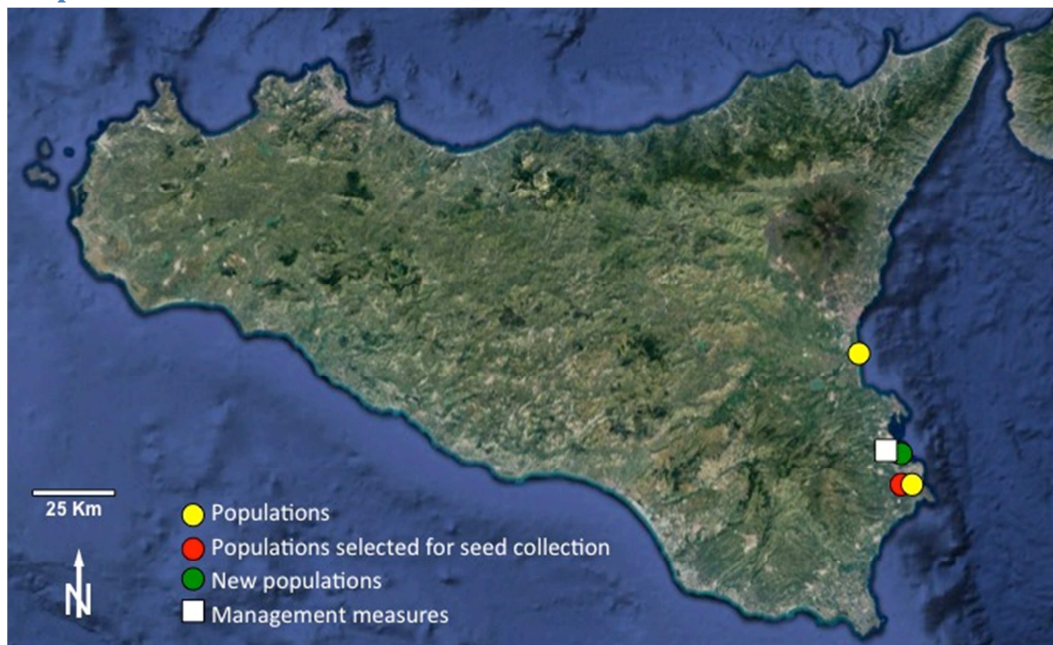 25 Km
Populations
Populations selected for seed collection
New populations
Management measures
N